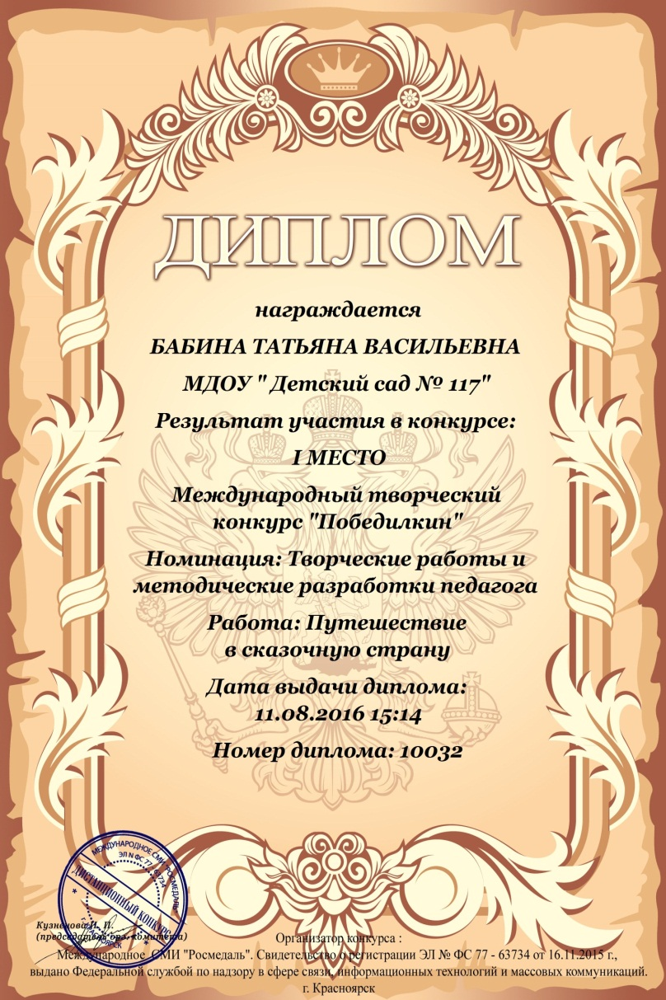 ДИПЛОМ
награждается
БАБИНА ТАТЬЯНА ВАСИЛЬЕВНА
МДОУ " Детский сад № 117"
Результат участия в конкурсе:
I МЕСТО
Международный творческий
конкурс "Победилкин"
Номинация: Творческие работы и
методические разработки педагога
Работа: Путешествие
в сказочную страну
Дата выдачи диплома:
11.08.2016 15:14
Номер диплома: 10032
МЕЖДУНАРОДНОЕ СМИ "РОСМЕДАЛЬ"
ЭЛ N ФС 77 - 63734
ДИСТАНЦИОННЫЙ КОНКУРС
г. КРАСНОЯРСК
Кузнецова И. П.
(председатель орг. комитета)
Организатор конкурса :
Международное СМИ "Росмедаль". Свидетельство о регистрации ЭЛ № ФС 77 - 63734 от 16.11.2015 г.,
выдано Федеральной службой по надзору в сфере связи, информационных технологий и массовых коммуникаций.
г. Красноярск